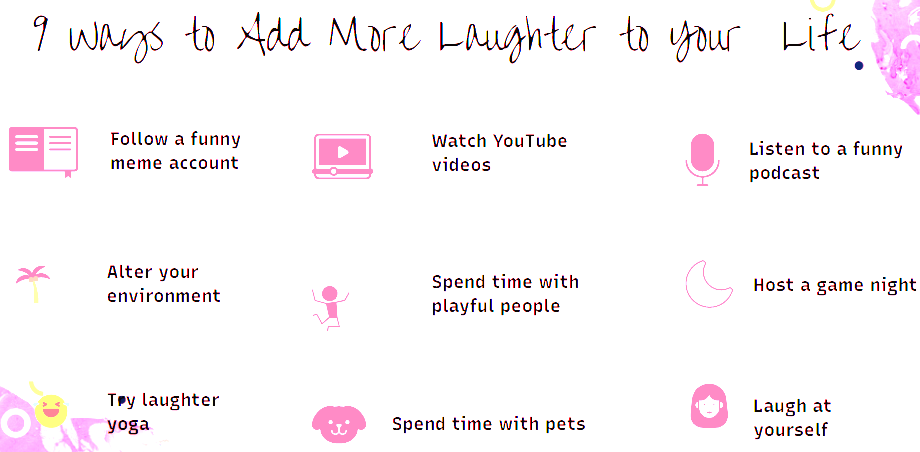 9 Ways to Add More Laughter to your Life
Follow a funny
meme account
Watch YouTube
videos
Listen to a funny
podcast
Alter your
environment
Spend time with
playful people
Host a game night
Try laughter
yoga
Spend time with pets
Laugh at
yourself